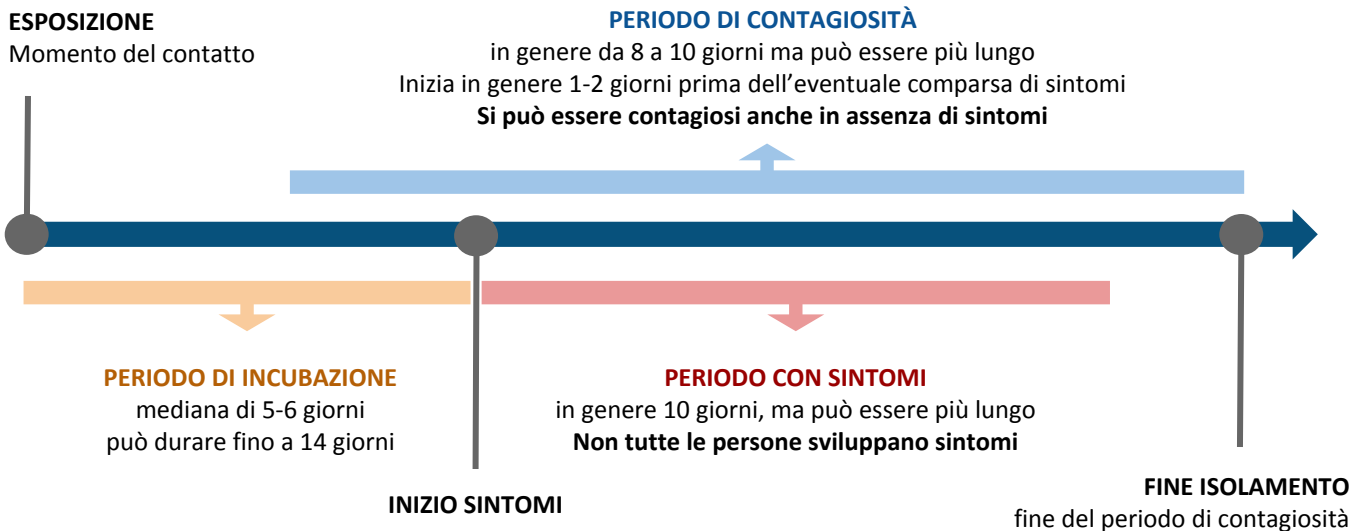 ESPOSIZIONE
Momento del contatto
PERIODO DI CONTAGIOSITÀ
in genere da 8 a 10 giorni ma può essere più lungo
Inizia in genere 1-2 giorni prima dell’eventuale comparsa di sintomi
Si può essere contagiosi anche in assenza di sintomi
PERIODO DI INCUBAZIONE
mediana di 5-6 giorni
può durare fino a 14 giorni
PERIODO CON SINTOMI
in genere 10 giorni, ma può essere più lungo
Non tutte le persone sviluppano sintomi
INIZIO SINTOMI
FINE ISOLAMENTO
fine del periodo di contagiosità